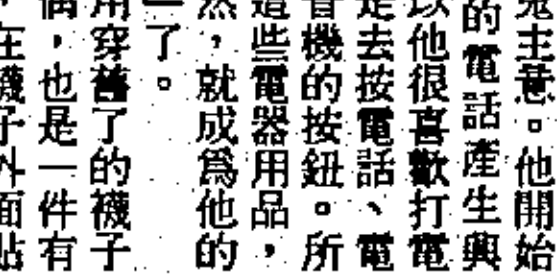 主意。他開始
的電話產生興
以他很喜歡打電
去按電話、電
機的按鈕。所
這些電器用品，
然，就成爲他的
一了。
用穿舊了的襪子
偶，也是一件有
在襪子外面貼